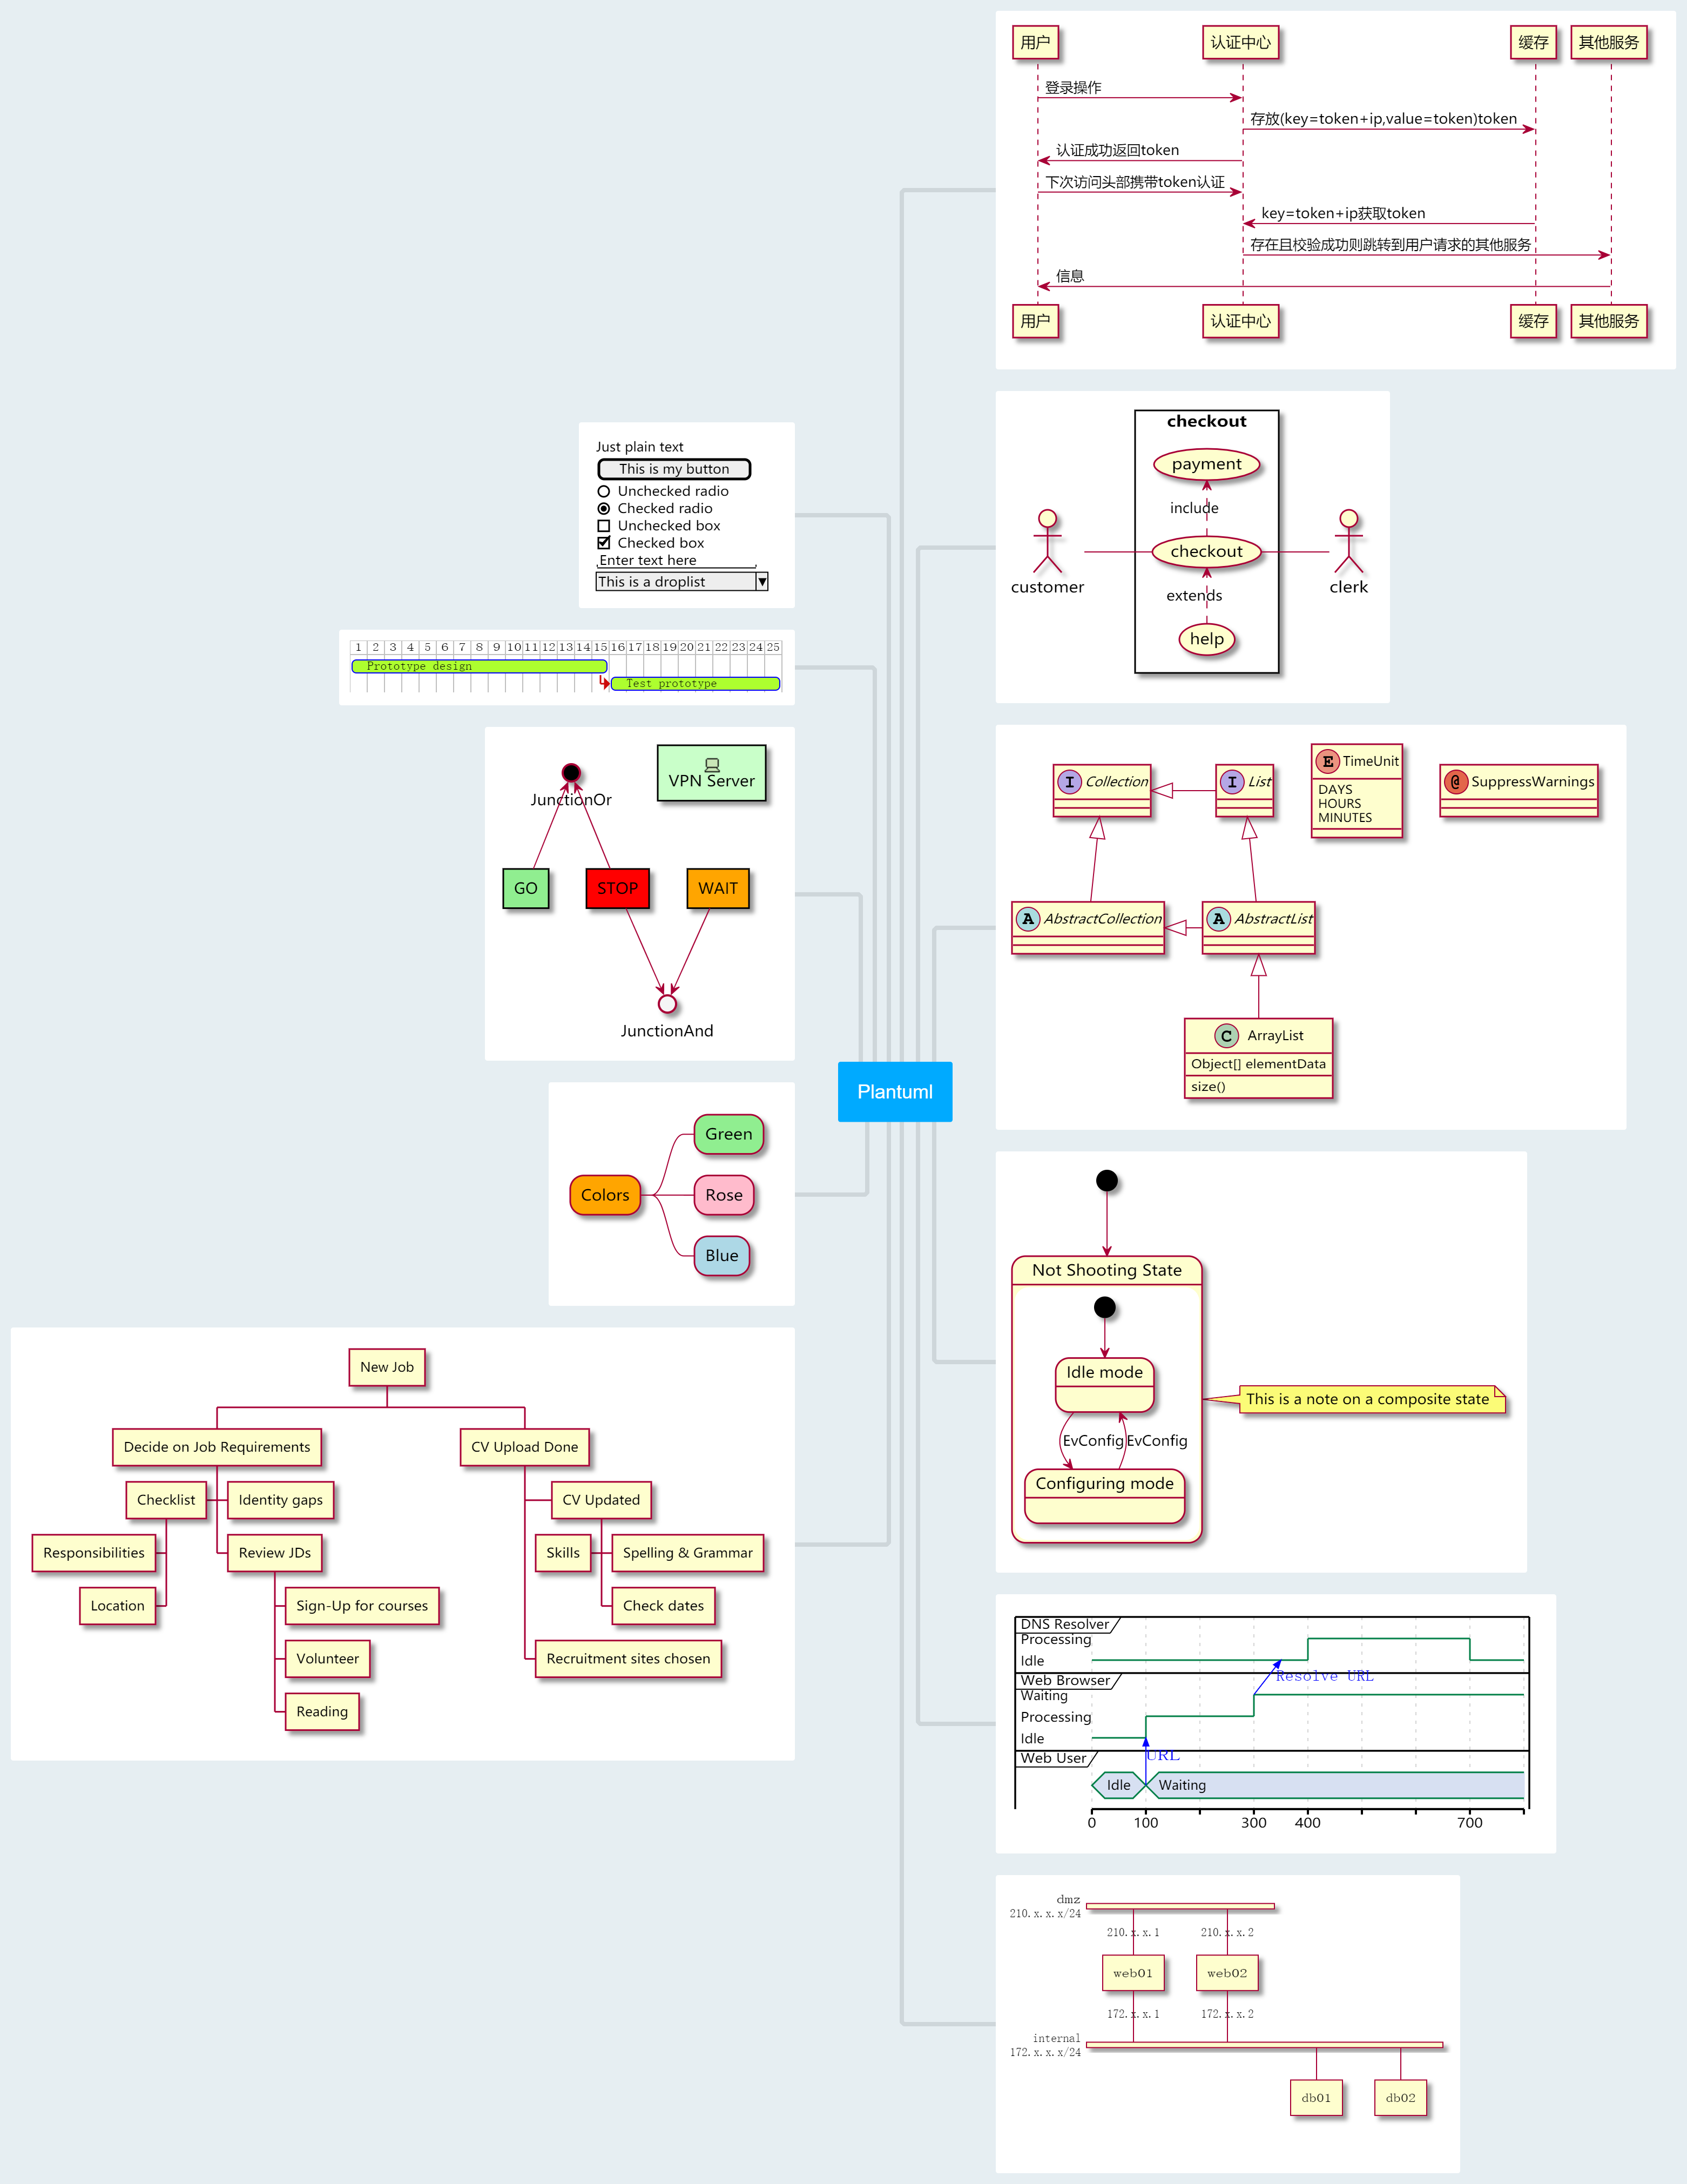 用户 认证中心 缓存 其他服务
登录操作
存放(key=token+ip,value=token)token
认证成功返回token
下次访问头部携带token认证
key=token+ip获取token
存在且校验成功则跳转到用户请求的其他服务
信息
用户 认证中心 缓存 其他服务
checkout
payment
include
checkout
customer
clerk
extends
help
Collection
List
TimeUnit
SuppressWarnings
I
I
E
@
DAYS
HOURS
MINUTES
A AbstractCollection
A AbstractList
C ArrayList
Object[] elementData
size()
Not Shooting State
Idle mode
This is a note on a composite state
EvConfig EvConfig
Configuring mode
DNS Resolver
Processing
Idle
Resolve URL
Web Browser
Waiting
Processing
Idle
URL
Web User
Idle Waiting
0 100 300 400 700
dmz
210.x.x.x/24
210.x.x.1 210.x.x.2
web01 web02
172.x.x.1 172.x.x.2
internal
172.x.x.x/24
db01 db02
Plantuml
Just plain text
This is my button
Unchecked radio
Checked radio
Unchecked box
Checked box
Enter text here
This is a droplist
1 2 3 4 5 6 7 8 9 10 11 12 13 14 15 16 17 18 19 20 21 22 23 24 25
Prototype design
Test prototype
VPN Server
JunctionOr
GO STOP WAIT
JunctionAnd
Green
Colors Rose
Blue
New Job
Decide on Job Requirements CV Upload Done
Checklist Identity gaps CV Updated
Responsibilities Review JDs Skills Spelling & Grammar
Location Sign-Up for courses Check dates
Volunteer Recruitment sites chosen
Reading